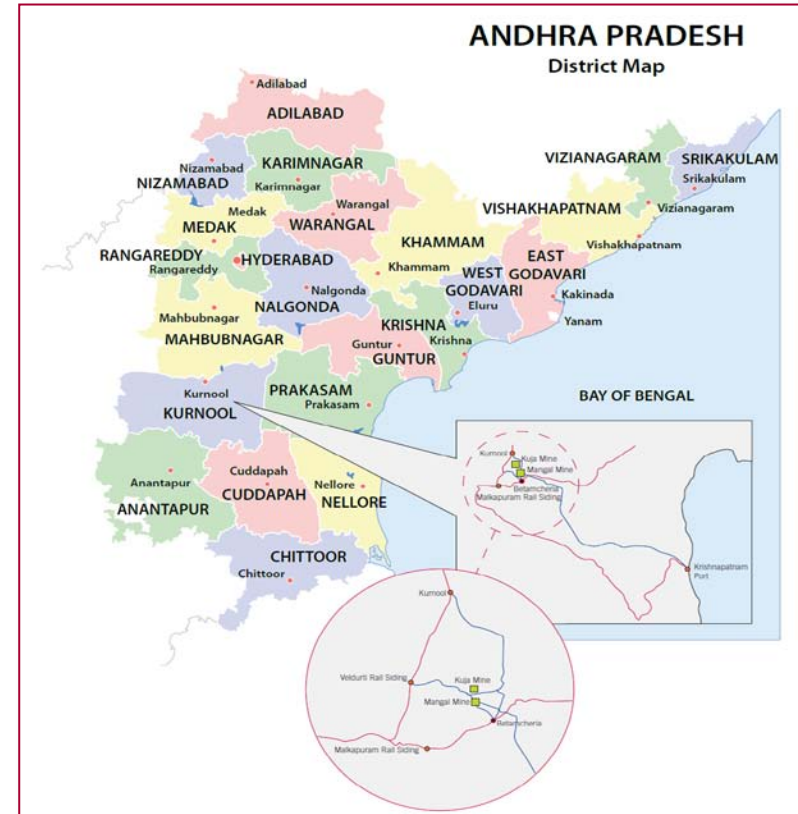 ANDHRA PRADESH
District Map
Adilabad
ADILABAD
Nizamabad
NIZAMABAD
KARIMNAGAR
Karimnagar
VIZIANAGARAM
SRIKAKULAM
Srikakulam
Vizianagaram
Medak
MEDAK
Warangal
WARANGAL
VISHAKHAPATNAM
Vishakhapatnam
KHAMMAM
Khammam
EAST
GODAVARI
RANGAREDDY
Rangareddy
HYDERABAD
WEST
GODAVARI
Eluru
Kakinada
Yanam
Nalgonda
NALGONDA
Mahbubnagar
MAHBUBNAGAR
KRISHNA
Krishna
Guntur
GUNTUR
Kurnool
KURNOOL
PRAKASAM
Prakasam
BAY OF BENGAL
Anantapur
ANANTAPUR
Cuddapah
CUDDAPAH
Nellore
NELLORE
CHITTOOR
Chittoor
Kurnool
Kuja Mine
Mangal Mine
Betamcheria
Malkapuram Rail Siding
Krishnapatnam
Port
Kurnool
Veldurti Rail Siding
Kuja Mine
Mangal Mine
Betamcheria
Malkapuram Rail Siding